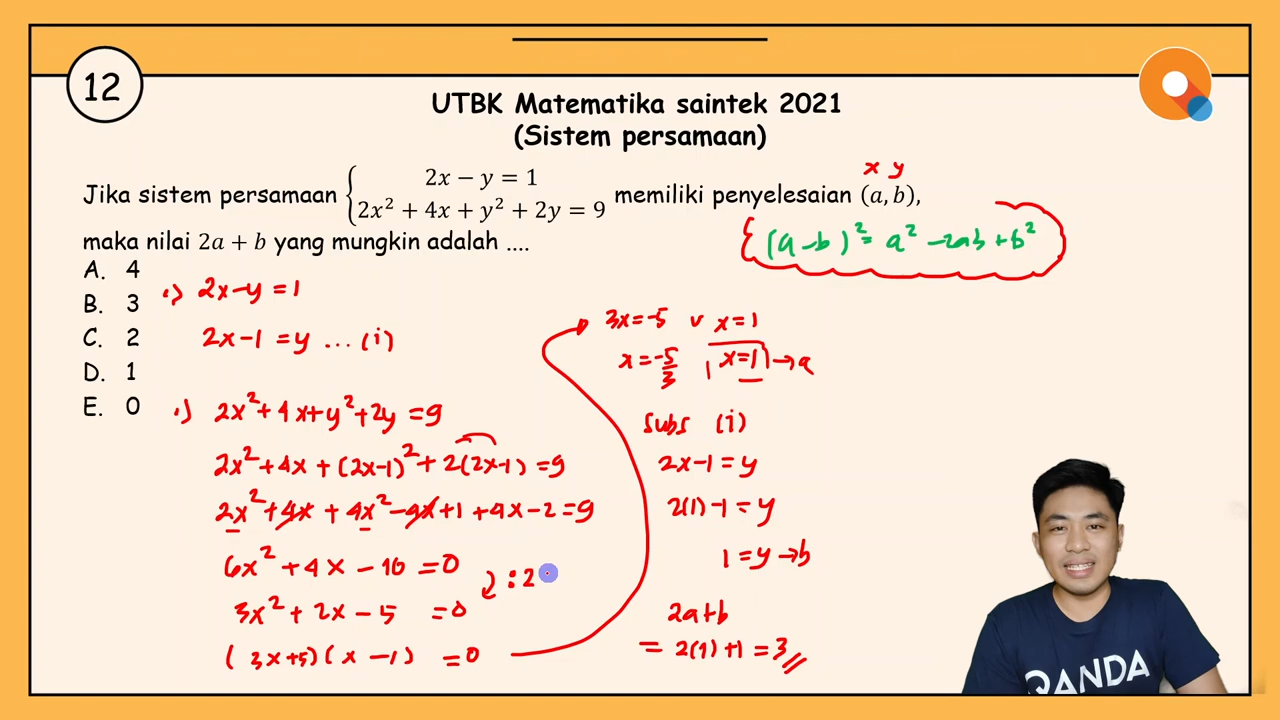 12
UTBK Matematika saintek 2021
(Sistem persamaan)
Jika sistem persamaan { 2x − y = 1
2x² + 4x + y² + 2y = 9 memiliki penyelesaian (a, b),
x y
maka nilai 2a + b yang mungkin adalah ....
A. 4
B. 3
C. 2
D. 1
E. 0
{(a-b)² = a² - 2ab + b²
·) 2x-y = 1
2x-1 = y ...(i)
·) 2x²+4x+y²+2y = 9
2x²+4x+(2x-1)²+2(2x-1) = 9
2x²+4x+4x²-4x+1+4x-2 = 9
6x²+4x-10 = 0
:2
3x²+2x-5 = 0
(3x+5)(x-1) = 0
3x=-5 v x=1
x=-5/3 , x=1 → a
subs (i)
2x-1 = y
2(1)-1 = y
1 = y → b
2a+b
= 2(1)+1 = 3
QANDA